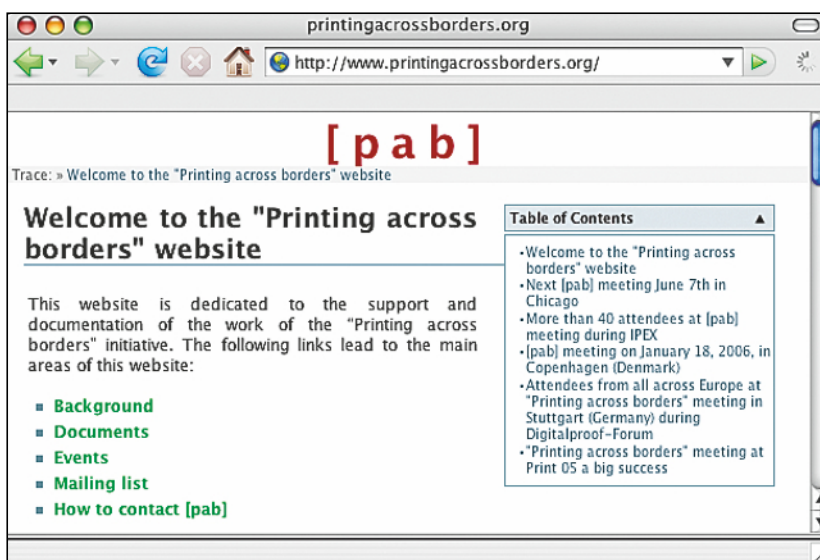 printingacrossborders.org
http://www.printingacrossborders.org/
[ p a b ]
Trace: » Welcome to the "Printing across borders" website
Welcome to the "Printing across
borders" website
This website is dedicated to the support and
documentation of the work of the "Printing across
borders" initiative. The following links lead to the main
areas of this website:
Background
Documents
Events
Mailing list
How to contact [pab]
Table of Contents
•Welcome to the "Printing across
borders" website
•Next [pab] meeting June 7th in
Chicago
•More than 40 attendees at [pab]
meeting during IPEX
•[pab] meeting on January 18, 2006, in
Copenhagen (Denmark)
•Attendees from all across Europe at
"Printing across borders" meeting in
Stuttgart (Germany) during
Digitalproof-Forum
•"Printing across borders" meeting at
Print 05 a big success